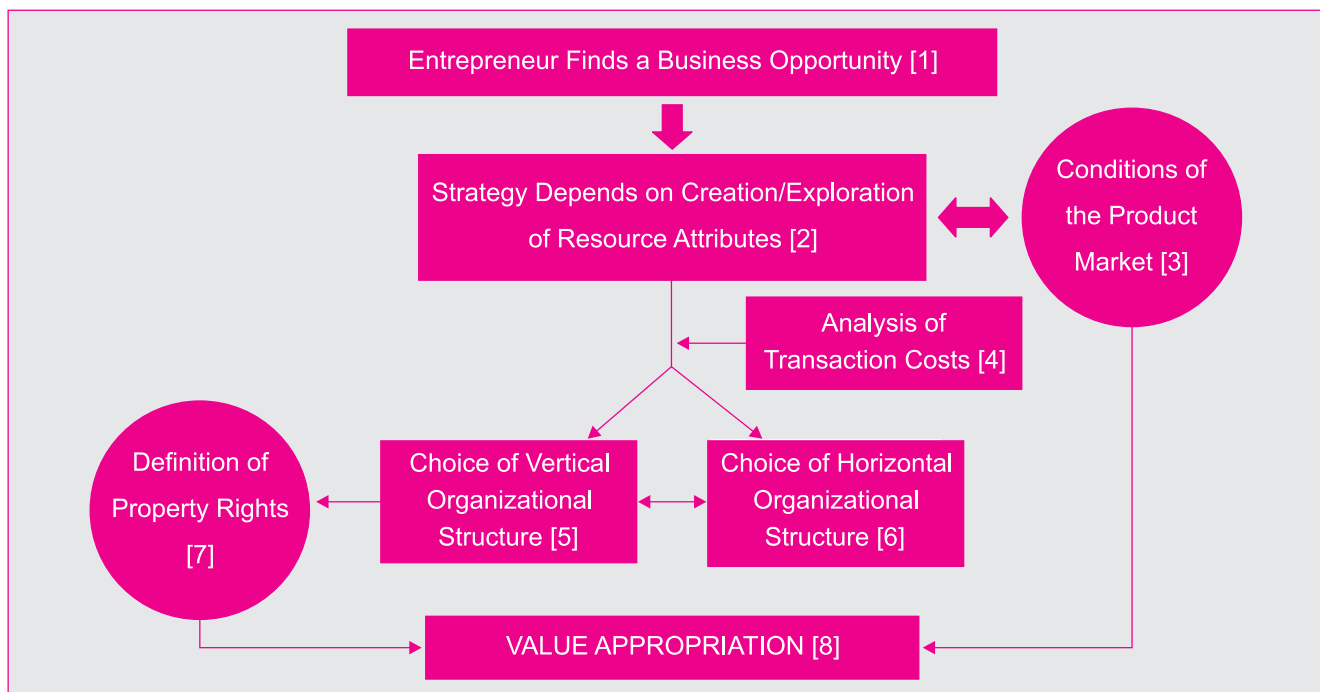 Entrepreneur Finds a Business Opportunity [1]
Strategy Depends on Creation/Exploration
of Resource Attributes [2]
Conditions of
the Product
Market [3]
Analysis of
Transaction Costs [4]
Definition of
Property Rights
[7]
Choice of Vertical
Organizational
Structure [5]
Choice of Horizontal
Organizational
Structure [6]
VALUE APPROPRIATION [8]